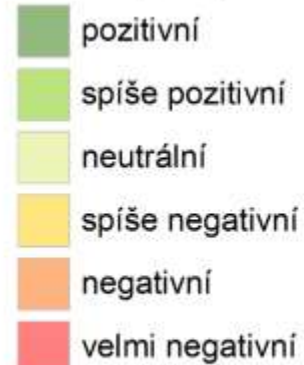 pozitivní
spíše pozitivní
neutrální
spíše negativní
negativní
velmi negativní